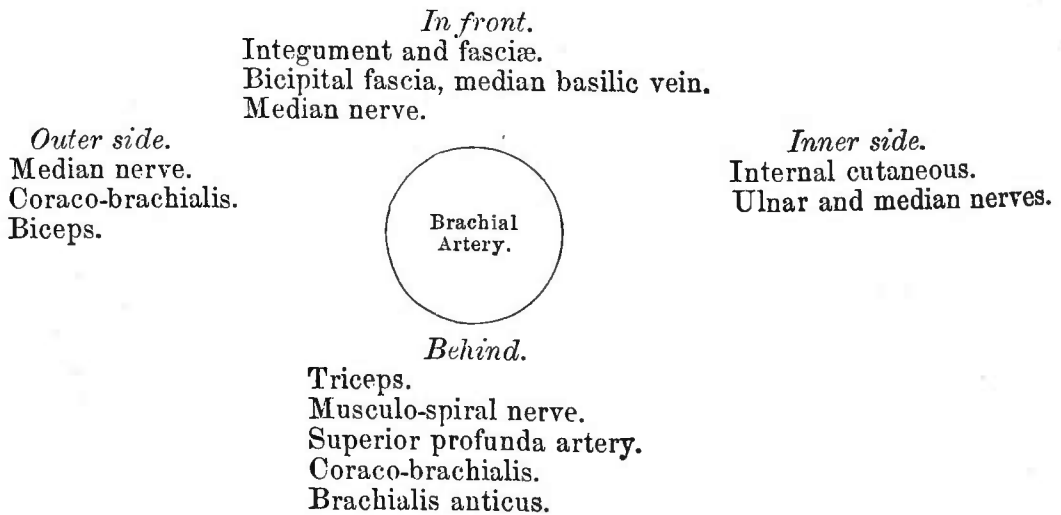 In front.
Integument and fasciæ.
Bicipital fascia, median basilic vein.
Median nerve.
Outer side.
Median nerve.
Coraco-brachialis.
Biceps.
Brachial
Artery.
Inner side.
Internal cutaneous.
Ulnar and median nerves.
Behind.
Triceps.
Musculo-spiral nerve.
Superior profunda artery.
Coraco-brachialis.
Brachialis anticus.